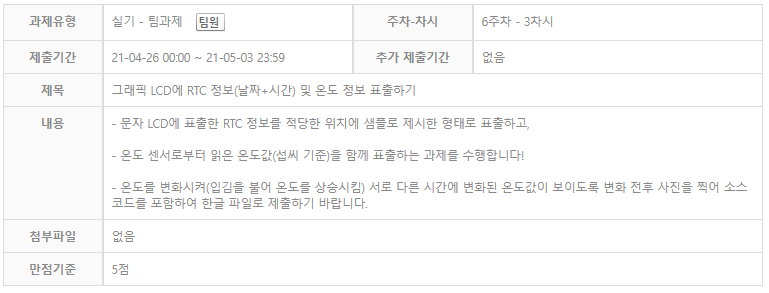 과제유형 실기 - 팀과제 팀원 주차-차시 6주차 - 3차시
제출기간 21-04-26 00:00 ~ 21-05-03 23:59 추가 제출기간 없음
제목 그래픽 LCD에 RTC 정보(날짜+시간) 및 온도 정보 표출하기
내용 - 문자 LCD에 표출한 RTC 정보를 적당한 위치에 샘플로 제시한 형태로 표출하고,
- 온도 센서로부터 읽은 온도값(섭씨 기준)을 함께 표출하는 과제를 수행합니다!
- 온도를 변화시켜(입김을 불어 온도를 상승시킴) 서로 다른 시간에 변화된 온도값이 보이도록 변화 전후 사진을 찍어 소스
코드를 포함하여 한글 파일로 제출하기 바랍니다.
첨부파일 없음
만점기준 5점